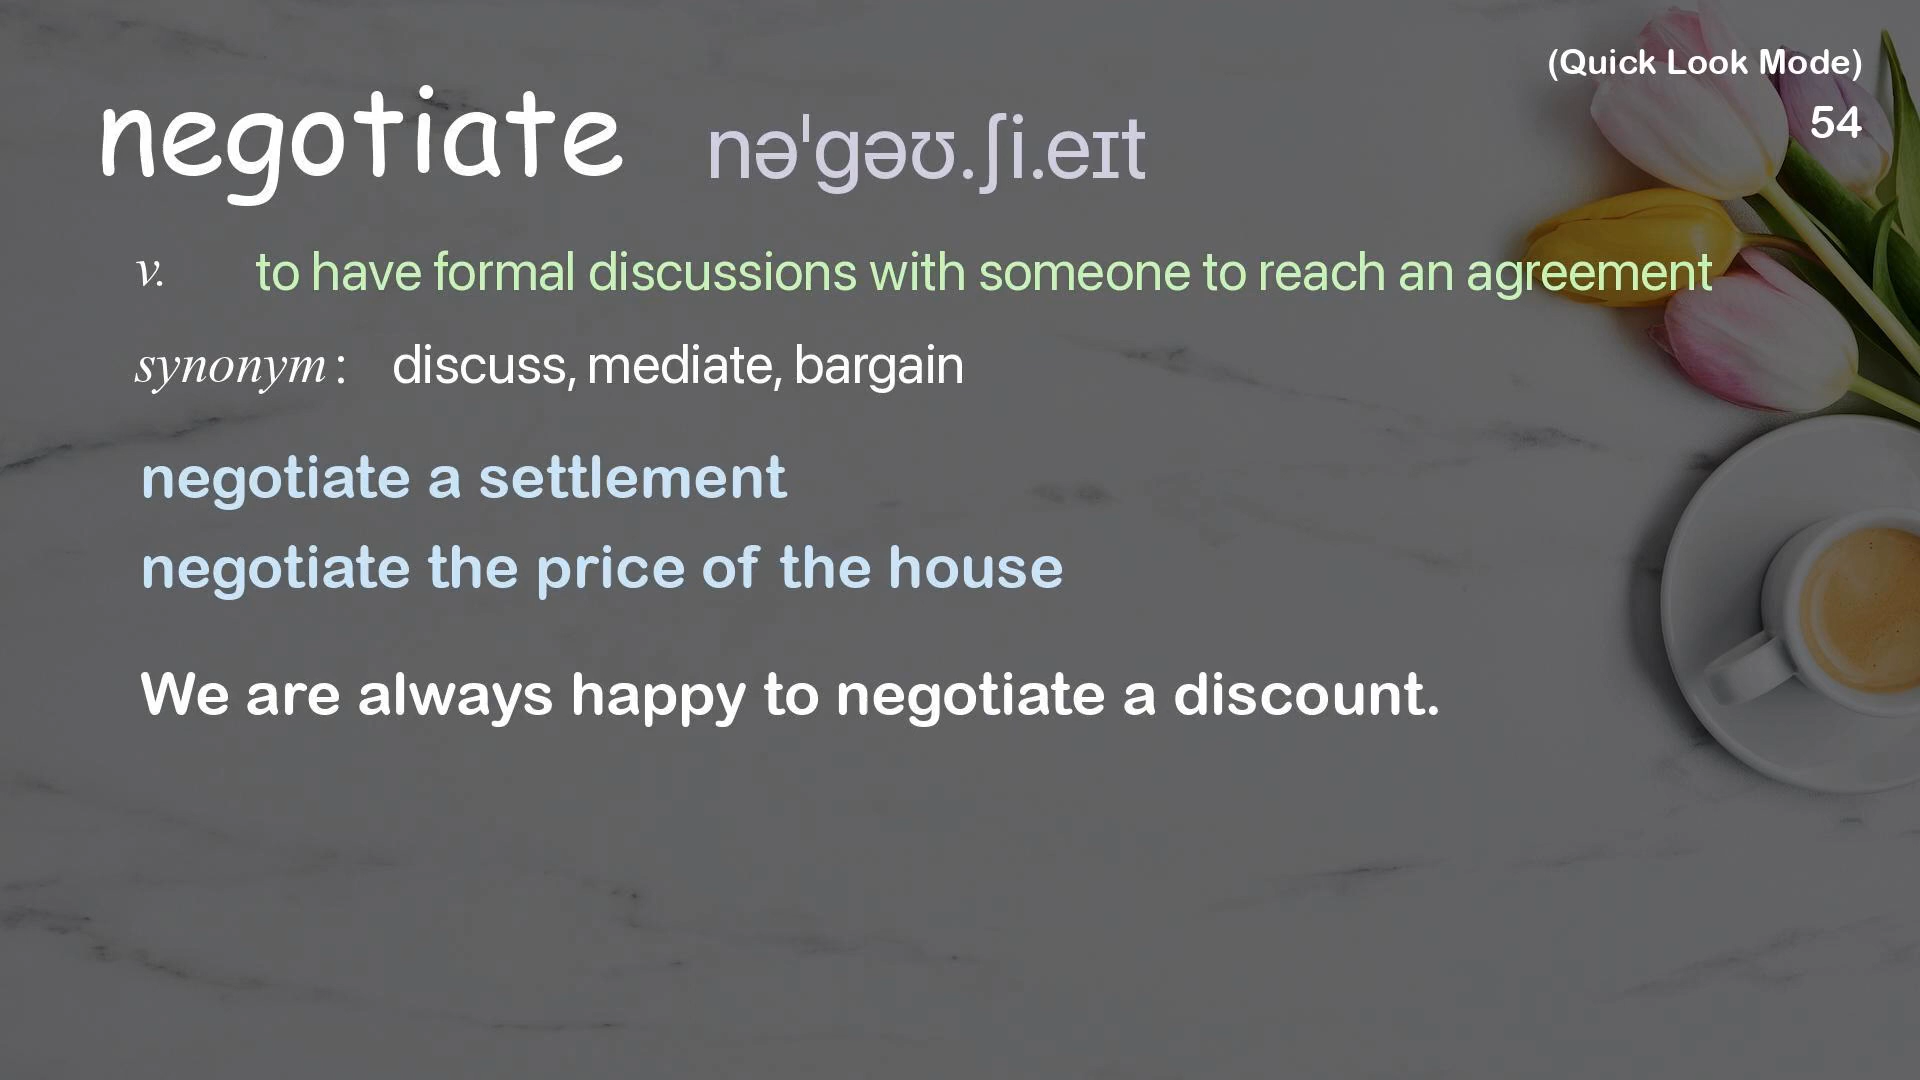 (Quick Look Mode)
54
negotiate nəˈɡəʊ.ʃi.eɪt
v. to have formal discussions with someone to reach an agreement
synonym: discuss, mediate, bargain
negotiate a settlement
negotiate the price of the house
We are always happy to negotiate a discount.